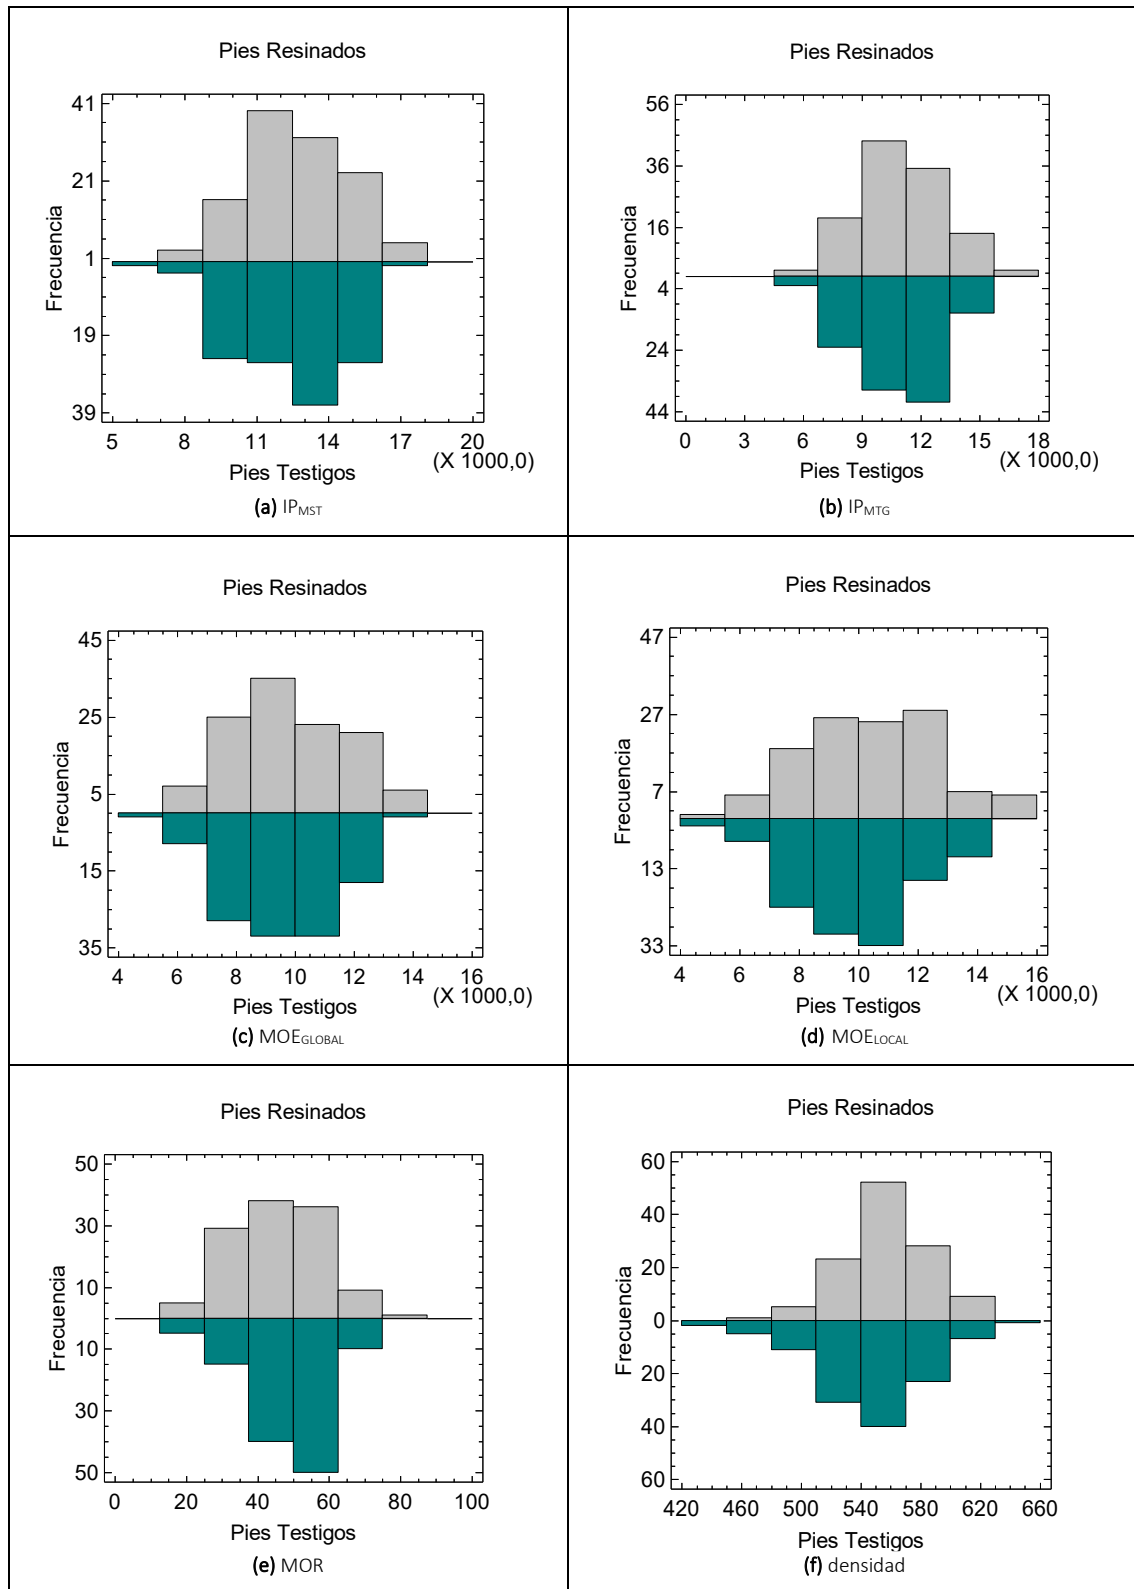 Pies Resinados
41
21
1
19
39
Frecuencia
5 8 11 14 17 20
(X 1000,0)
Pies Testigos
(a) IPMST
Pies Resinados
56
36
16
4
24
44
Frecuencia
0 3 6 9 12 15 18
(X 1000,0)
Pies Testigos
(b) IPMTG
Pies Resinados
45
25
5
15
35
Frecuencia
4 6 8 10 12 14 16
(X 1000,0)
Pies Testigos
(c) MOEGLOBAL
Pies Resinados
47
27
7
13
33
Frecuencia
4 6 8 10 12 14 16
(X 1000,0)
Pies Testigos
(d) MOELOCAL
Pies Resinados
50
30
10
10
30
50
Frecuencia
0 20 40 60 80 100
Pies Testigos
(e) MOR
Pies Resinados
60
40
20
0
20
40
60
Frecuencia
420 460 500 540 580 620 660
Pies Testigos
(f) densidad